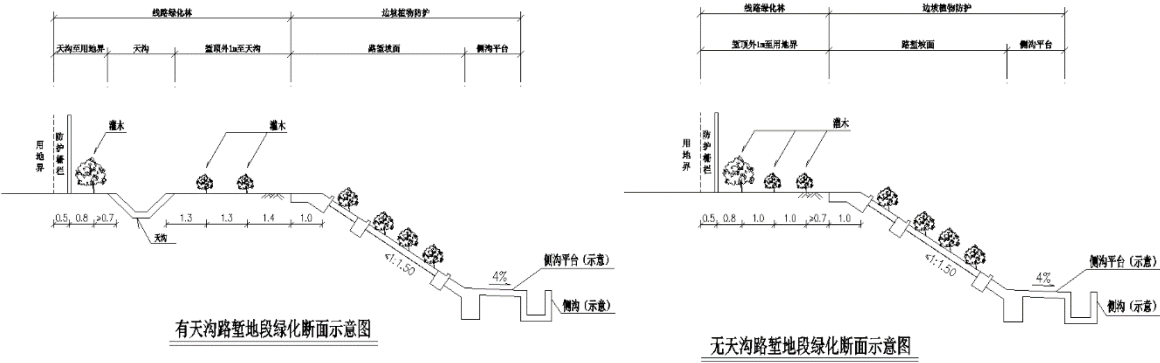 线路绿化林
边坡植物防护
天沟至用地界
天沟
堑顶外1m至天沟
路堑坡面
侧沟平台
灌木
灌木
用地界
防护栅栏
0.5
0.8
≥0.7
1.3
1.3
1.4
1.0
天沟
<1:1.50
4%
侧沟平台（示意）
侧沟（示意）
有天沟路堑地段绿化断面示意图
线路绿化林
边坡植物防护
堑顶外1m至用地界
路堑坡面
侧沟平台
灌木
用地界
防护栅栏
0.5
0.8
1.0
1.0
≥0.7
1.0
<1:1.50
4%
侧沟平台（示意）
侧沟（示意）
无天沟路堑地段绿化断面示意图